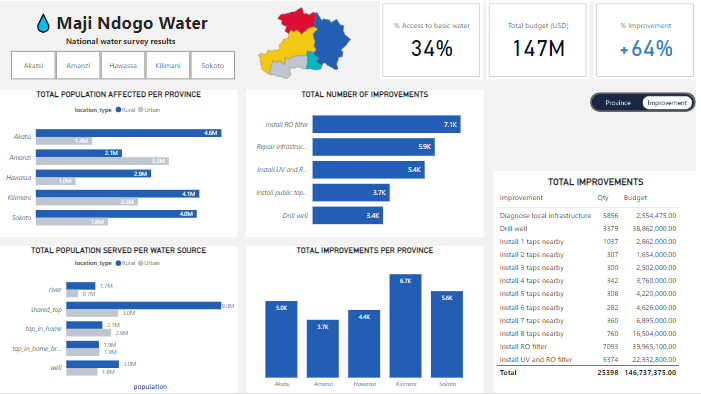 Maji Ndogo Water
National water survey results
Akatsi
Amanzi
Hawassa
Kilimani
Sokoto
% Access to basic water
34%
Total budget (USD)
147M
% Improvement
+64%
Province
Improvement
TOTAL POPULATION AFFECTED PER PROVINCE
location_type Rural Urban
Akatsi 4.6M 1.4M
Amanzi 2.1M
Hawassa 2.9M
Kilimani 4.1M
Sokoto 4.0M
TOTAL NUMBER OF IMPROVEMENTS
Install RO filter 7.1K
Repair infrastruc... 5.9K
Install UV and R... 5.4K
Install public tap... 3.7K
Drill well 3.4K
TOTAL POPULATION SERVED PER WATER SOURCE
location_type Rural Urban
river 1.7M 0.7M
shared_tap 9.0M 3.0M
tap_in_home 2.1M 2.6M
tap_in_home_br... 1.9M 1.9M
well 3.0M 1.8M
population
TOTAL IMPROVEMENTS PER PROVINCE
5.0K 3.7K 4.4K 6.7K 5.6K
Akatsi Amanzi Hawassa Kilimani Sokoto
TOTAL IMPROVEMENTS
Improvement Qty Budget
Diagnose local infrastructure 5856 2,554,475.00
Drill well 3379 38,862,000.00
Install 1 taps nearby 1037 2,862,000.00
Install 2 taps nearby 307 1,654,000.00
Install 3 taps nearby 300 2,502,000.00
Install 4 taps nearby 342 3,760,000.00
Install 5 taps nearby 308 4,220,000.00
Install 6 taps nearby 282 4,626,000.00
Install 7 taps nearby 360 6,895,000.00
Install 8 taps nearby 760 16,504,000.00
Install RO filter 7093 39,965,100.00
Install UV and RO filter 5374 22,332,800.00
Total 25398 146,737,375.00